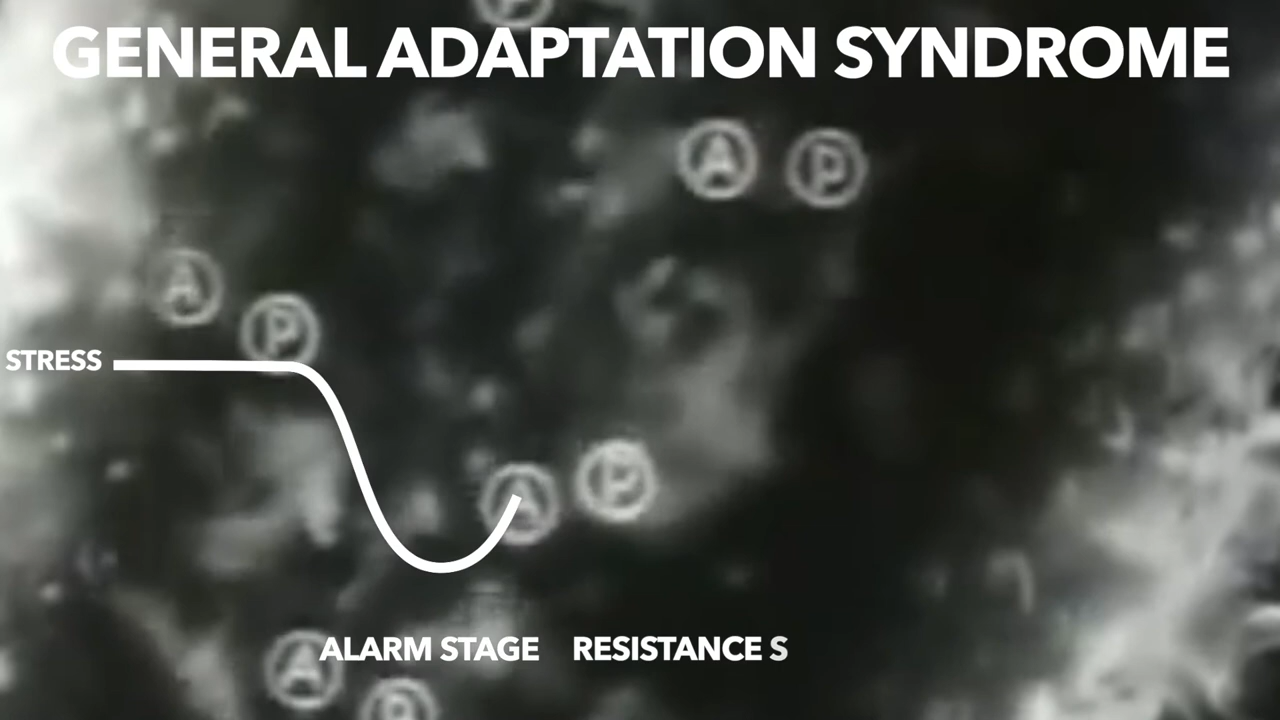 P
GENERAL ADAPTATION SYNDROME
A P
A
P
STRESS
P
A
ALARM STAGE RESISTANCE S
A